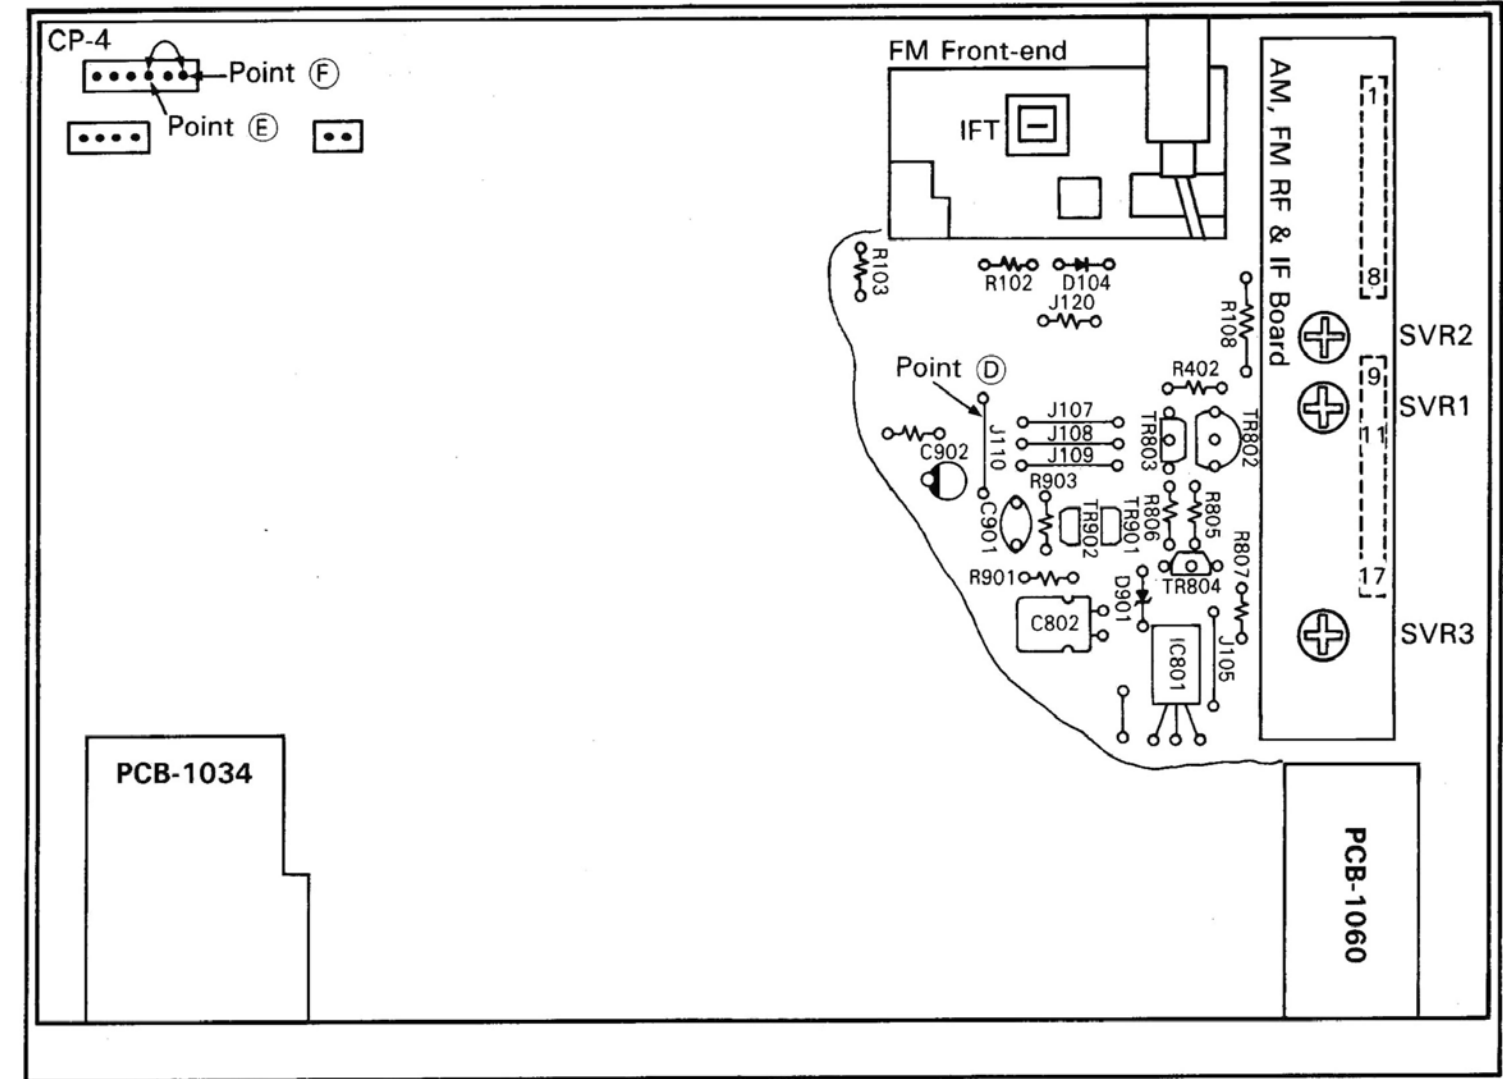 CP-4
Point Ⓕ
Point Ⓔ
FM Front-end
IFT
AM, FM RF & IF Board
1
8
9
11
17
SVR2
SVR1
SVR3
R103
R102
D104
J120
R108
Point Ⓓ
R402
J107
J108
J109
J110
TR803
TR802
C902
R903
C901
TR902
TR901
R806
R805
R807
R901
D901
TR804
C802
IC801
J105
PCB-1034
PCB-1060